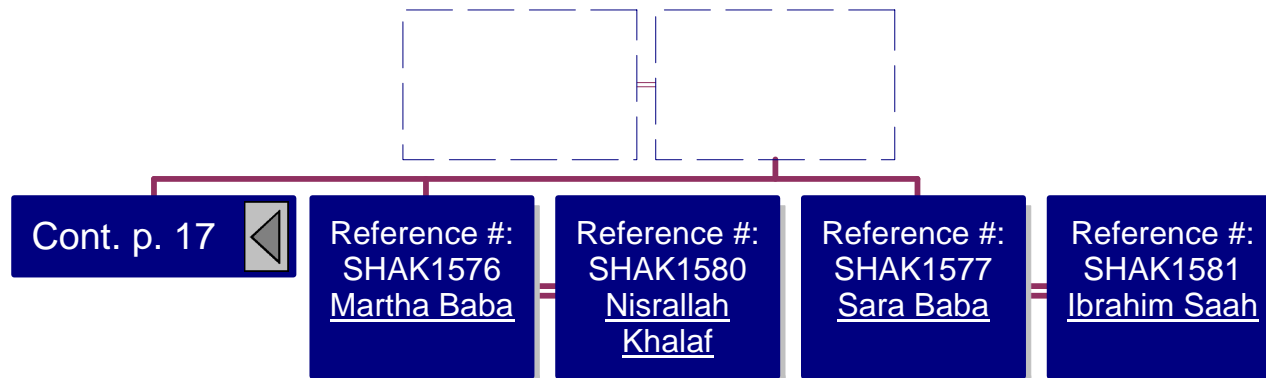 Cont. p. 17
Reference #:
SHAK1576
Martha Baba
Reference #:
SHAK1580
Nisrallah
Khalaf
Reference #:
SHAK1577
Sara Baba
Reference #:
SHAK1581
Ibrahim Saah